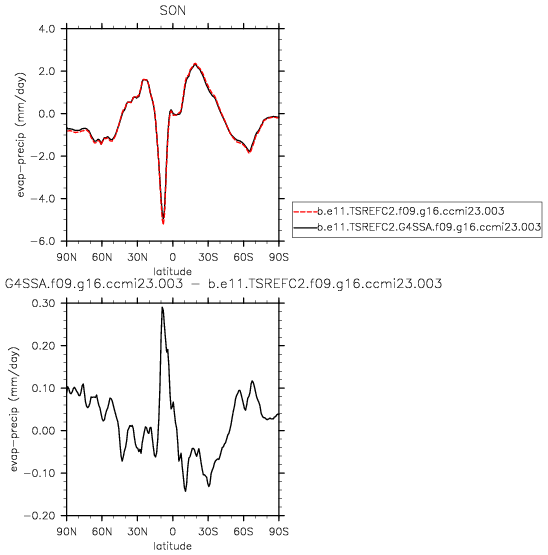 SON
4.0
2.0
0.0
-2.0
-4.0
-6.0
evap-precip (mm/day)
90N 60N 30N 0 30S 60S 90S
latitude
b.e11.TSREFC2.f09.g16.ccmi23.003
b.e11.TSREFC2.G4SSA.f09.g16.ccmi23.003
G4SSA.f09.g16.ccmi23.003 - b.e11.TSREFC2.f09.g16.ccmi23.003
0.30
0.20
0.10
0.00
-0.10
-0.20
evap-precip (mm/day)
90N 60N 30N 0 30S 60S 90S
latitude